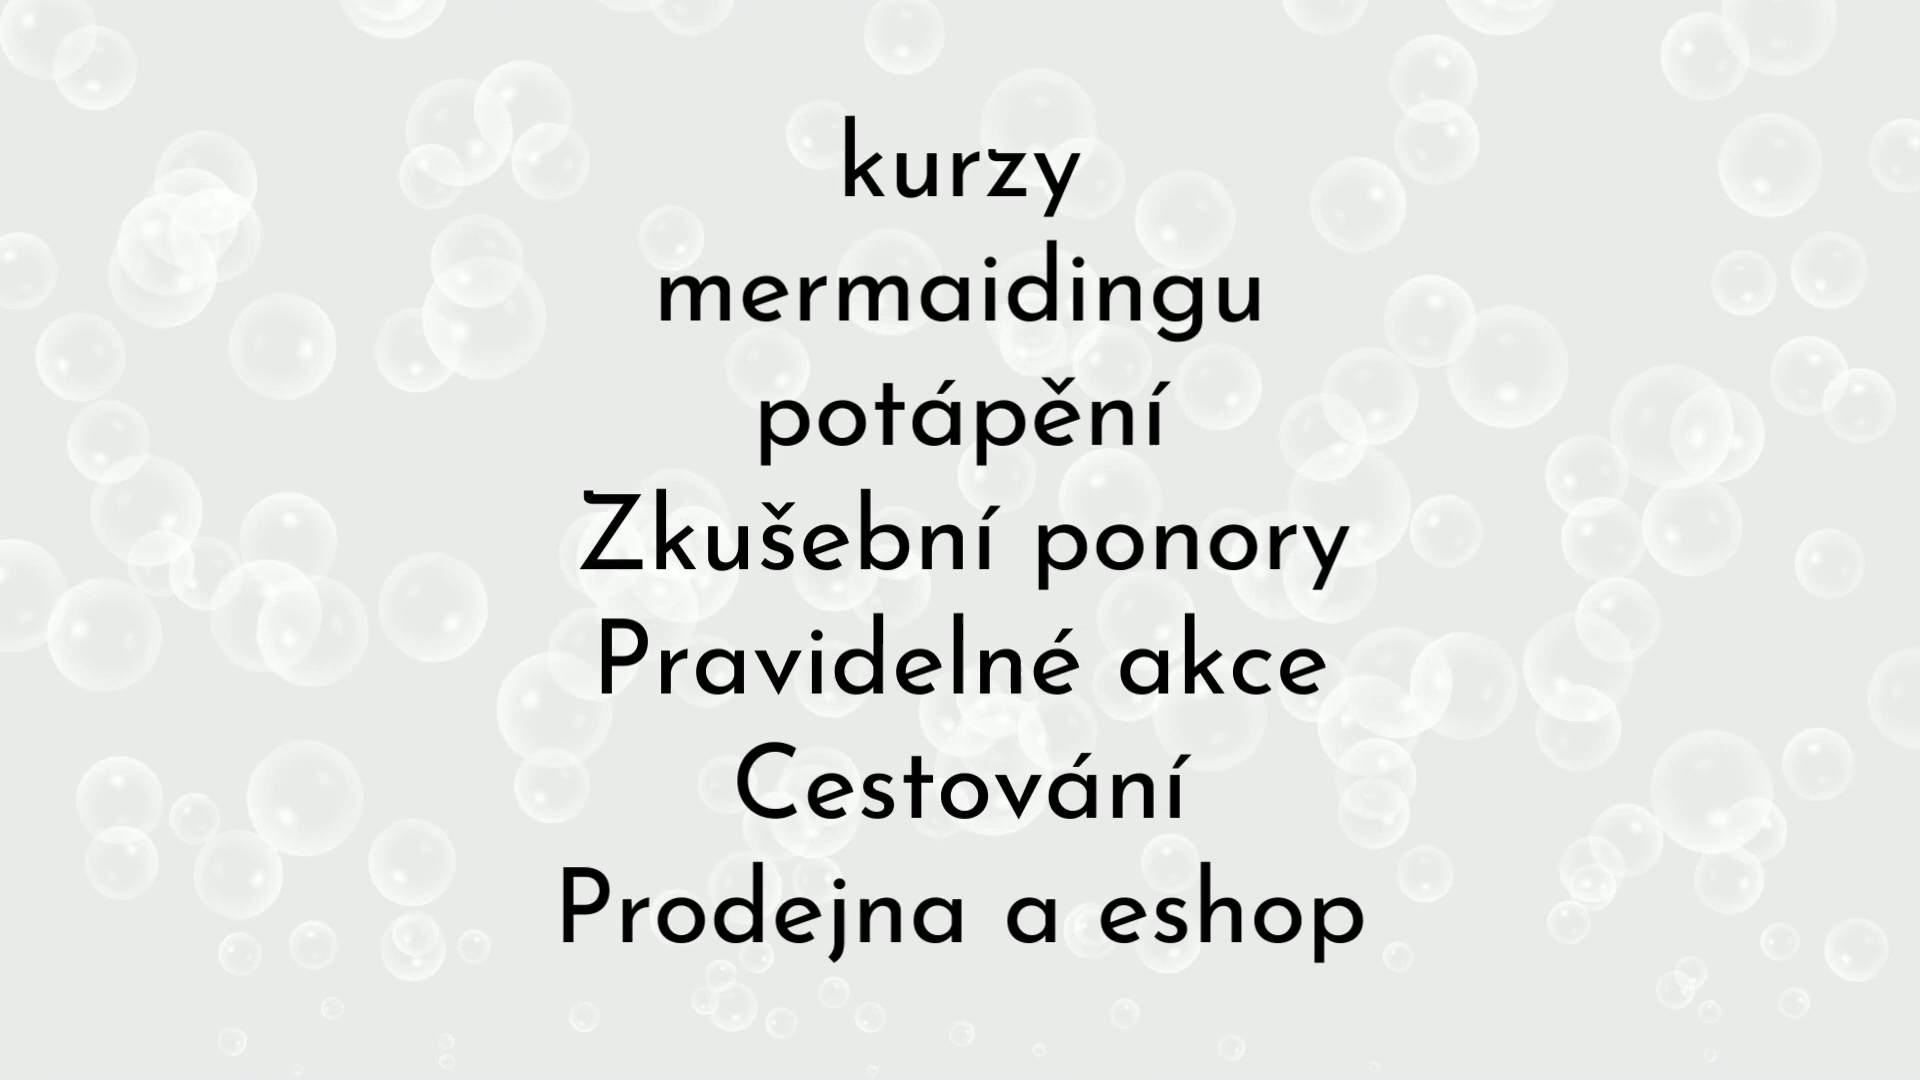 kurzy
mermaidingu
potápění
Zkušební ponory
Pravidelné akce
Cestování
Prodejna a eshop